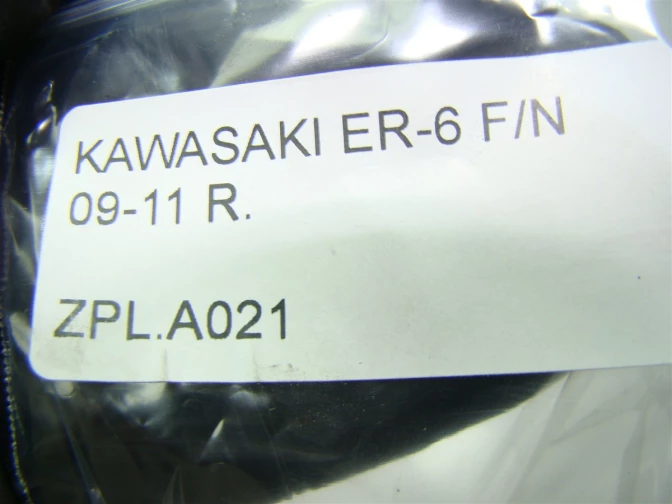 KAWASAKI ER-6 F/N
09-11 R.
ZPL.A021